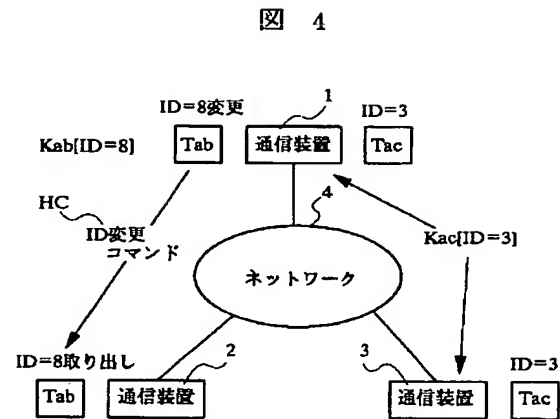 図 4
1
ID=8変更
ID=3
Kab[ID=8]
Tab
通信装置
Tac
HC
ID変更
コマンド
4
Kac[ID=3]
ネットワーク
ID=8取り出し
2
3
ID=3
Tab
通信装置
通信装置
Tac